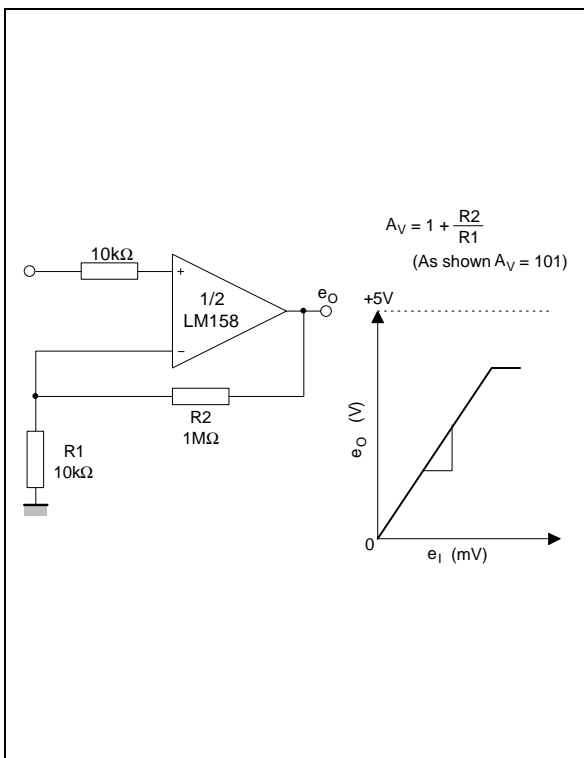 A_V = 1 + R2/R1
(As shown A_V = 101)
10kΩ
+
1/2
LM158
−
e_O
R2
1MΩ
R1
10kΩ
+5V
e_O (V)
0
e_I (mV)